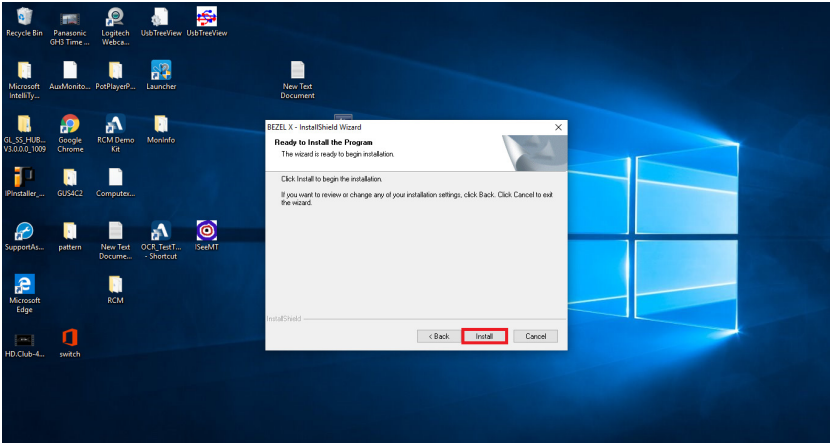 Recycle Bin
Panasonic
GH3 Time ...
Logitech
Webca...
UsbTreeView
UsbTreeView
Microsoft
IntelliTy...
AuxMonito...
PotPlayerP...
Launcher
New Text
Document
GL_SS_HUB...
V3.0.0.0_1009
Google
Chrome
RCM Demo
Kit
MonInfo
IPInstaller_...
GUS4C2
Computex...
SupportAs...
pattern
New Text
Docume...
OCR_TestT...
- Shortcut
ISeeMT
Microsoft
Edge
RCM
HD.Club-4...
switch
BEZEL X - InstallShield Wizard
Ready to Install the Program
The wizard is ready to begin installation.
Click Install to begin the installation.
If you want to review or change any of your installation settings, click Back. Click Cancel to exit
the wizard.
InstallShield
< Back
Install
Cancel